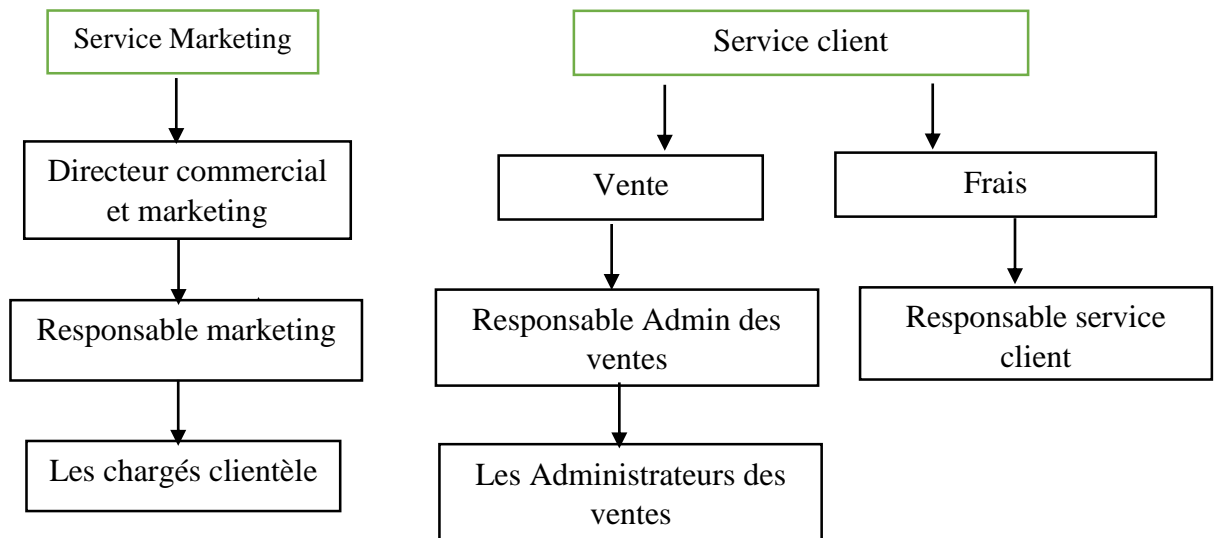 Service Marketing
Service client
Directeur commercial
et marketing
Vente
Frais
Responsable marketing
Responsable Admin des
ventes
Responsable service
client
Les chargés clientèle
Les Administrateurs des
ventes